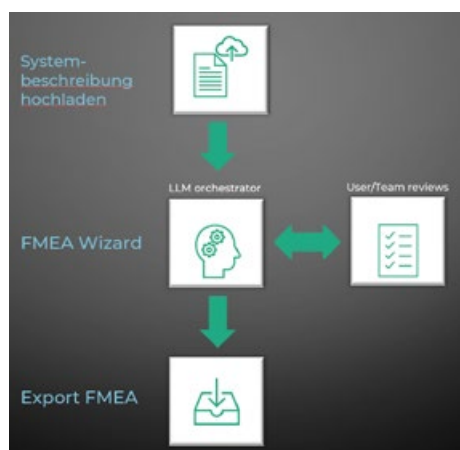 System-
beschreibung
hochladen
LLM orchestrator
User/Team reviews
FMEA Wizard
Export FMEA